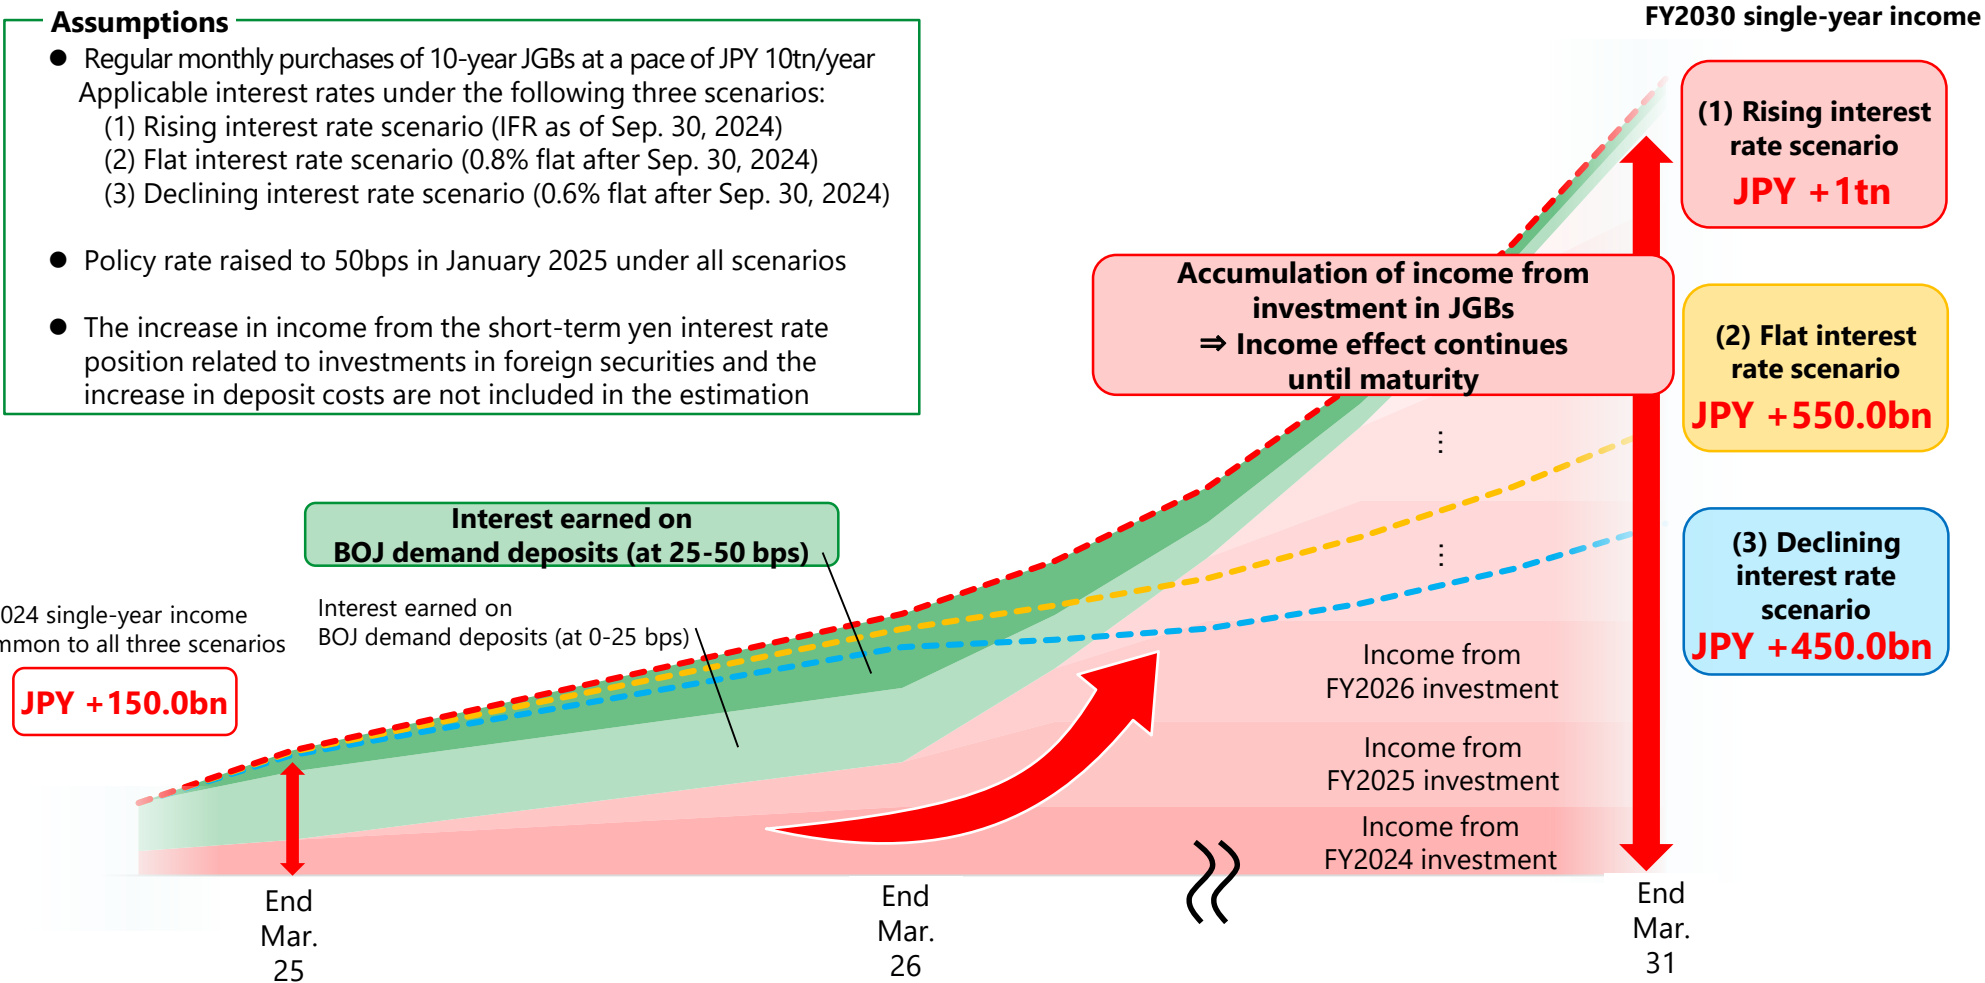 Assumptions
● Regular monthly purchases of 10-year JGBs at a pace of JPY 10tn/year
Applicable interest rates under the following three scenarios:
(1) Rising interest rate scenario (IFR as of Sep. 30, 2024)
(2) Flat interest rate scenario (0.8% flat after Sep. 30, 2024)
(3) Declining interest rate scenario (0.6% flat after Sep. 30, 2024)
● Policy rate raised to 50bps in January 2025 under all scenarios
● The increase in income from the short-term yen interest rate
position related to investments in foreign securities and the
increase in deposit costs are not included in the estimation
FY2030 single-year income
(1) Rising interest
rate scenario
JPY +1tn
Accumulation of income from
investment in JGBs
⇒ Income effect continues
until maturity
(2) Flat interest
rate scenario
JPY +550.0bn
(3) Declining
interest rate
scenario
JPY +450.0bn
Interest earned on
BOJ demand deposits (at 25-50 bps)
Interest earned on
BOJ demand deposits (at 0-25 bps)
024 single-year income
mmon to all three scenarios
JPY +150.0bn
⋮
⋮
Income from
FY2026 investment
Income from
FY2025 investment
Income from
FY2024 investment
End
Mar.
25
End
Mar.
26
End
Mar.
31